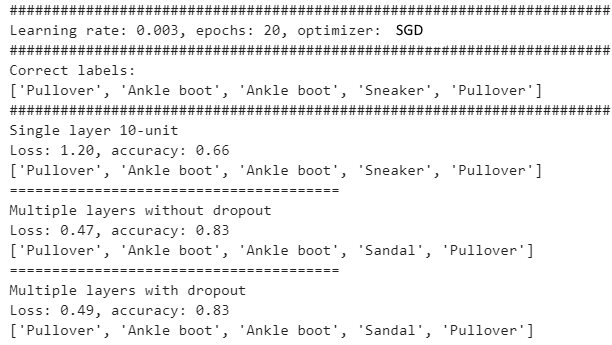 ########################################################################
Learning rate: 0.003, epochs: 20, optimizer: SGD
########################################################################
Correct labels:
['Pullover', 'Ankle boot', 'Ankle boot', 'Sneaker', 'Pullover']
########################################################################
Single layer 10-unit
Loss: 1.20, accuracy: 0.66
['Pullover', 'Ankle boot', 'Ankle boot', 'Sneaker', 'Pullover']
=======================================
Multiple layers without dropout
Loss: 0.47, accuracy: 0.83
['Pullover', 'Ankle boot', 'Ankle boot', 'Sandal', 'Pullover']
=======================================
Multiple layers with dropout
Loss: 0.49, accuracy: 0.83
['Pullover', 'Ankle boot', 'Ankle boot', 'Sandal', 'Pullover']